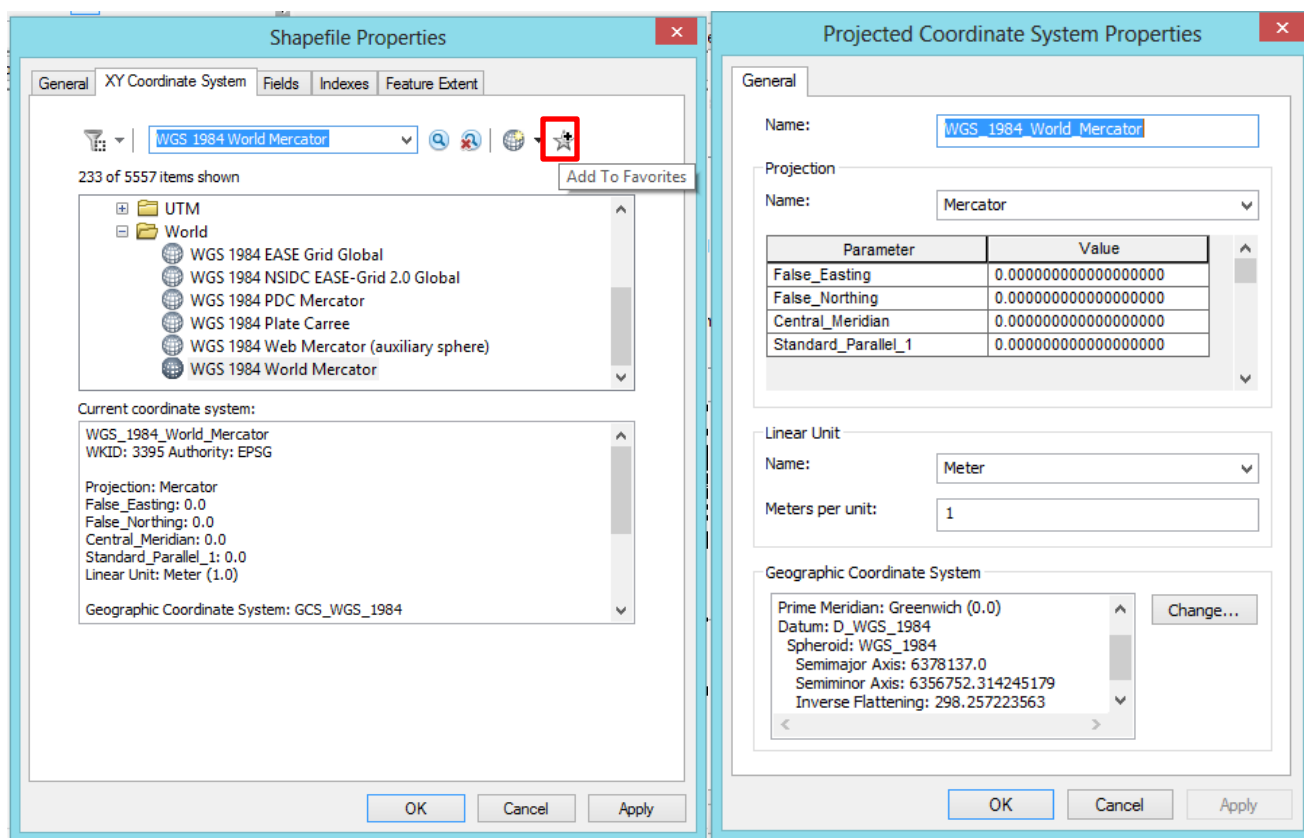 Shapefile Properties
General XY Coordinate System Fields Indexes Feature Extent
WGS 1984 World Mercator
233 of 5557 items shown
Add To Favorites
UTM
World
WGS 1984 EASE Grid Global
WGS 1984 NSIDC EASE-Grid 2.0 Global
WGS 1984 PDC Mercator
WGS 1984 Plate Carree
WGS 1984 Web Mercator (auxiliary sphere)
WGS 1984 World Mercator
Current coordinate system:
WGS_1984_World_Mercator
WKID: 3395 Authority: EPSG
Projection: Mercator
False_Easting: 0.0
False_Northing: 0.0
Central_Meridian: 0.0
Standard_Parallel_1: 0.0
Linear Unit: Meter (1.0)
Geographic Coordinate System: GCS_WGS_1984
OK Cancel Apply
Projected Coordinate System Properties
General
Name: WGS_1984_World_Mercator
Projection
Name: Mercator
Parameter Value
False_Easting 0.000000000000000000
False_Northing 0.000000000000000000
Central_Meridian 0.000000000000000000
Standard_Parallel_1 0.000000000000000000
Linear Unit
Name: Meter
Meters per unit: 1
Geographic Coordinate System
Prime Meridian: Greenwich (0.0)
Datum: D_WGS_1984
Spheroid: WGS_1984
Semimajor Axis: 6378137.0
Semiminor Axis: 6356752.314245179
Inverse Flattening: 298.257223563
Change...
OK Cancel Apply